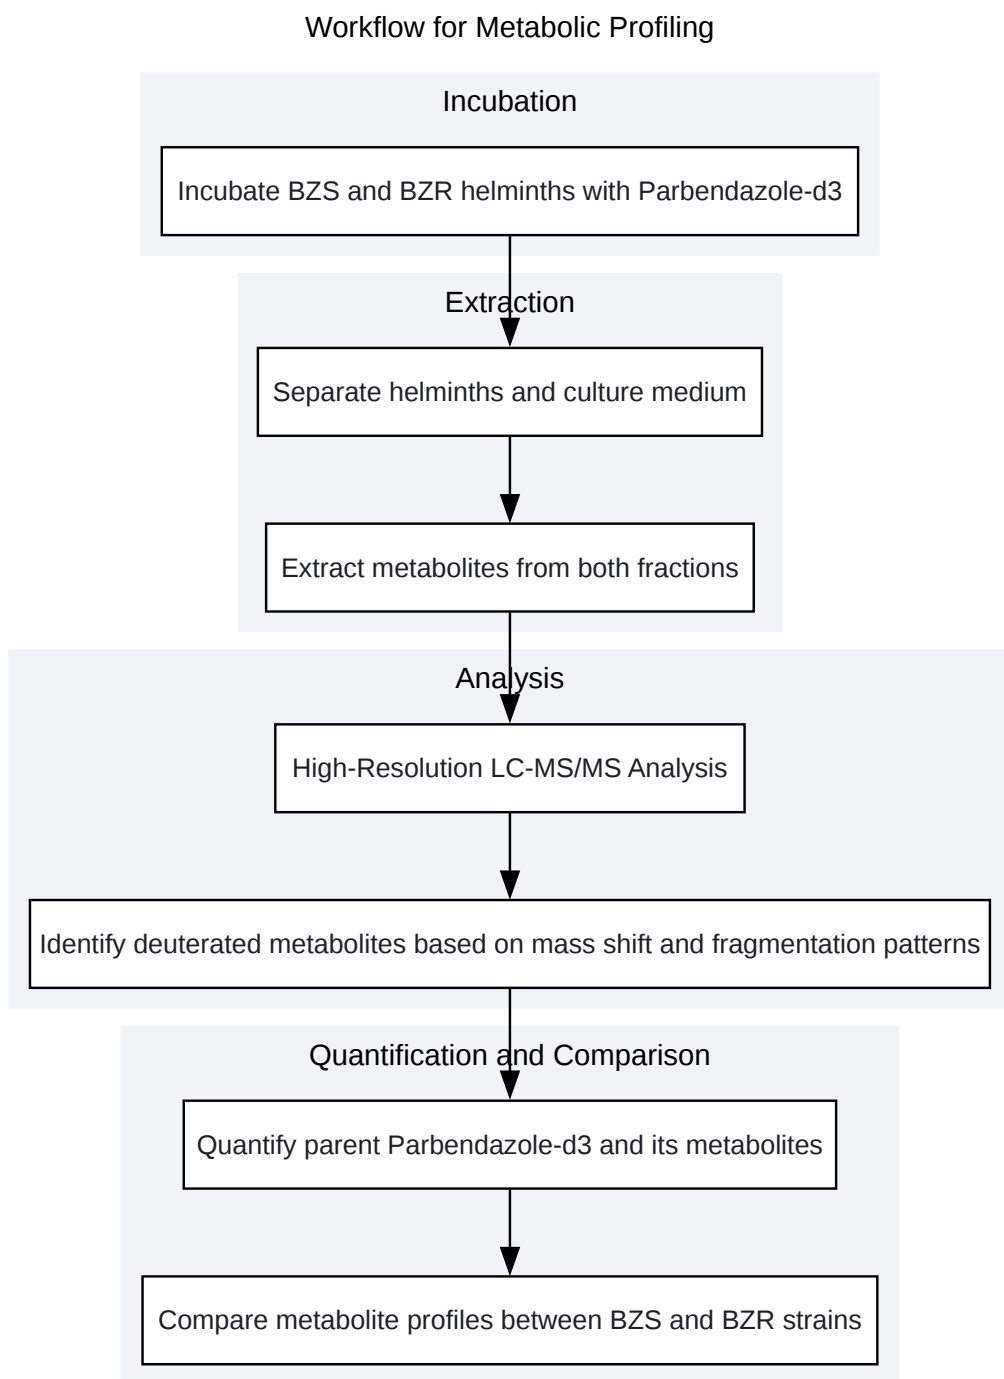 Workflow for Metabolic Profiling
Incubation
Incubate BZS and BZR helminths with Parbendazole-d3
Extraction
Separate helminths and culture medium
Extract metabolites from both fractions
Analysis
High-Resolution LC-MS/MS Analysis
Identify deuterated metabolites based on mass shift and fragmentation patterns
Quantification and Comparison
Quantify parent Parbendazole-d3 and its metabolites
Compare metabolite profiles between BZS and BZR strains